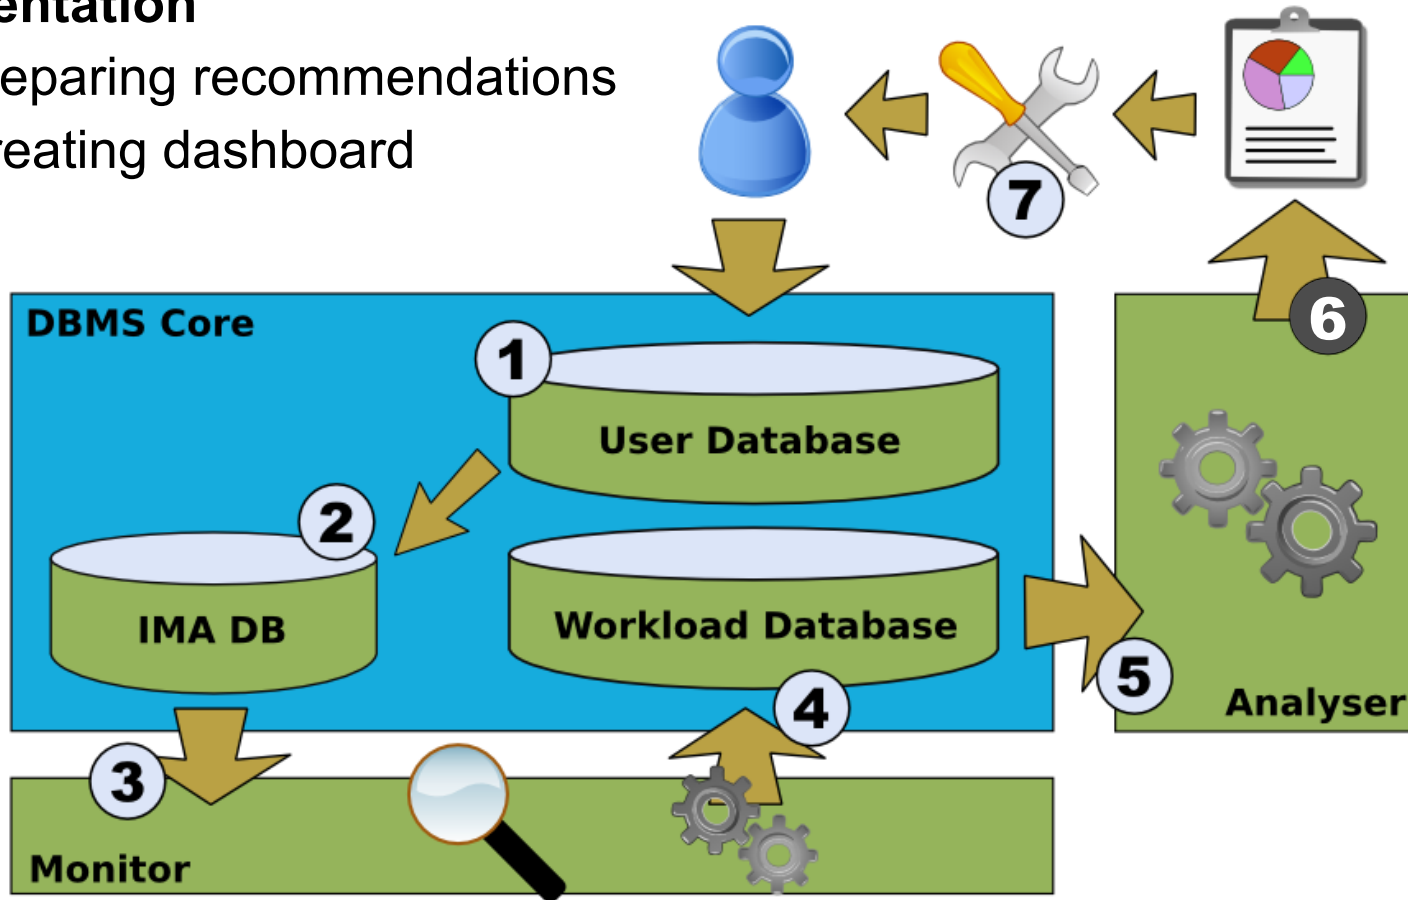 entation
eparing recommendations
reating dashboard
7
6
DBMS Core
1
User Database
2
IMA DB
Workload Database
5
4
Analyser
3
Monitor